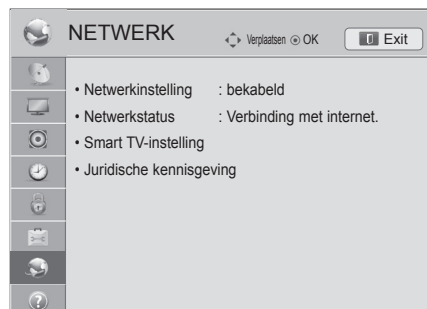 NETWERK
Verplaatsen OK
Exit
• Netwerkinstelling : bekabeld
• Netwerkstatus : Verbinding met internet.
• Smart TV-instelling
• Juridische kennisgeving
?